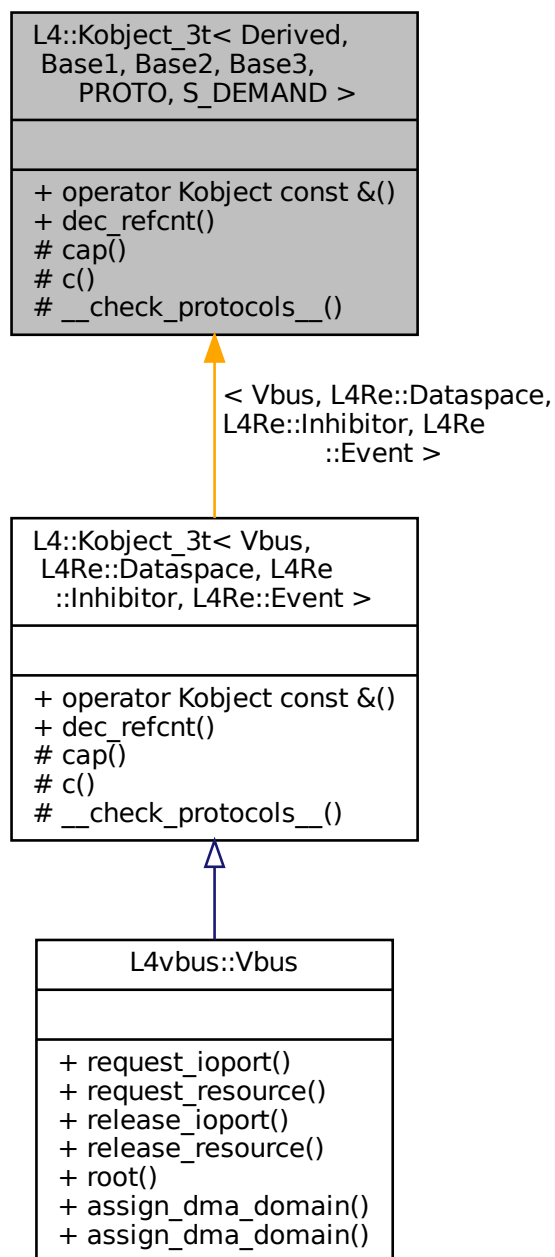 L4::Kobject_3t< Derived,
Base1, Base2, Base3,
PROTO, S_DEMAND >
+ operator Kobject const &()
+ dec_refcnt()
# cap()
# c()
# __check_protocols__()
< Vbus, L4Re::Dataspace,
L4Re::Inhibitor, L4Re
::Event >
L4::Kobject_3t< Vbus,
L4Re::Dataspace, L4Re
::Inhibitor, L4Re::Event >
+ operator Kobject const &()
+ dec_refcnt()
# cap()
# c()
# __check_protocols__()
L4vbus::Vbus
+ request_ioport()
+ request_resource()
+ release_ioport()
+ release_resource()
+ root()
+ assign_dma_domain()
+ assign_dma_domain()